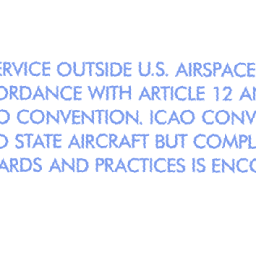 ERVICE OUTSIDE U.S. AIRSPACE
ORDANCE WITH ARTICLE 12 AN
O CONVENTION. ICAO CONV
O STATE AIRCRAFT BUT COMPL
ARDS AND PRACTICES IS ENCO